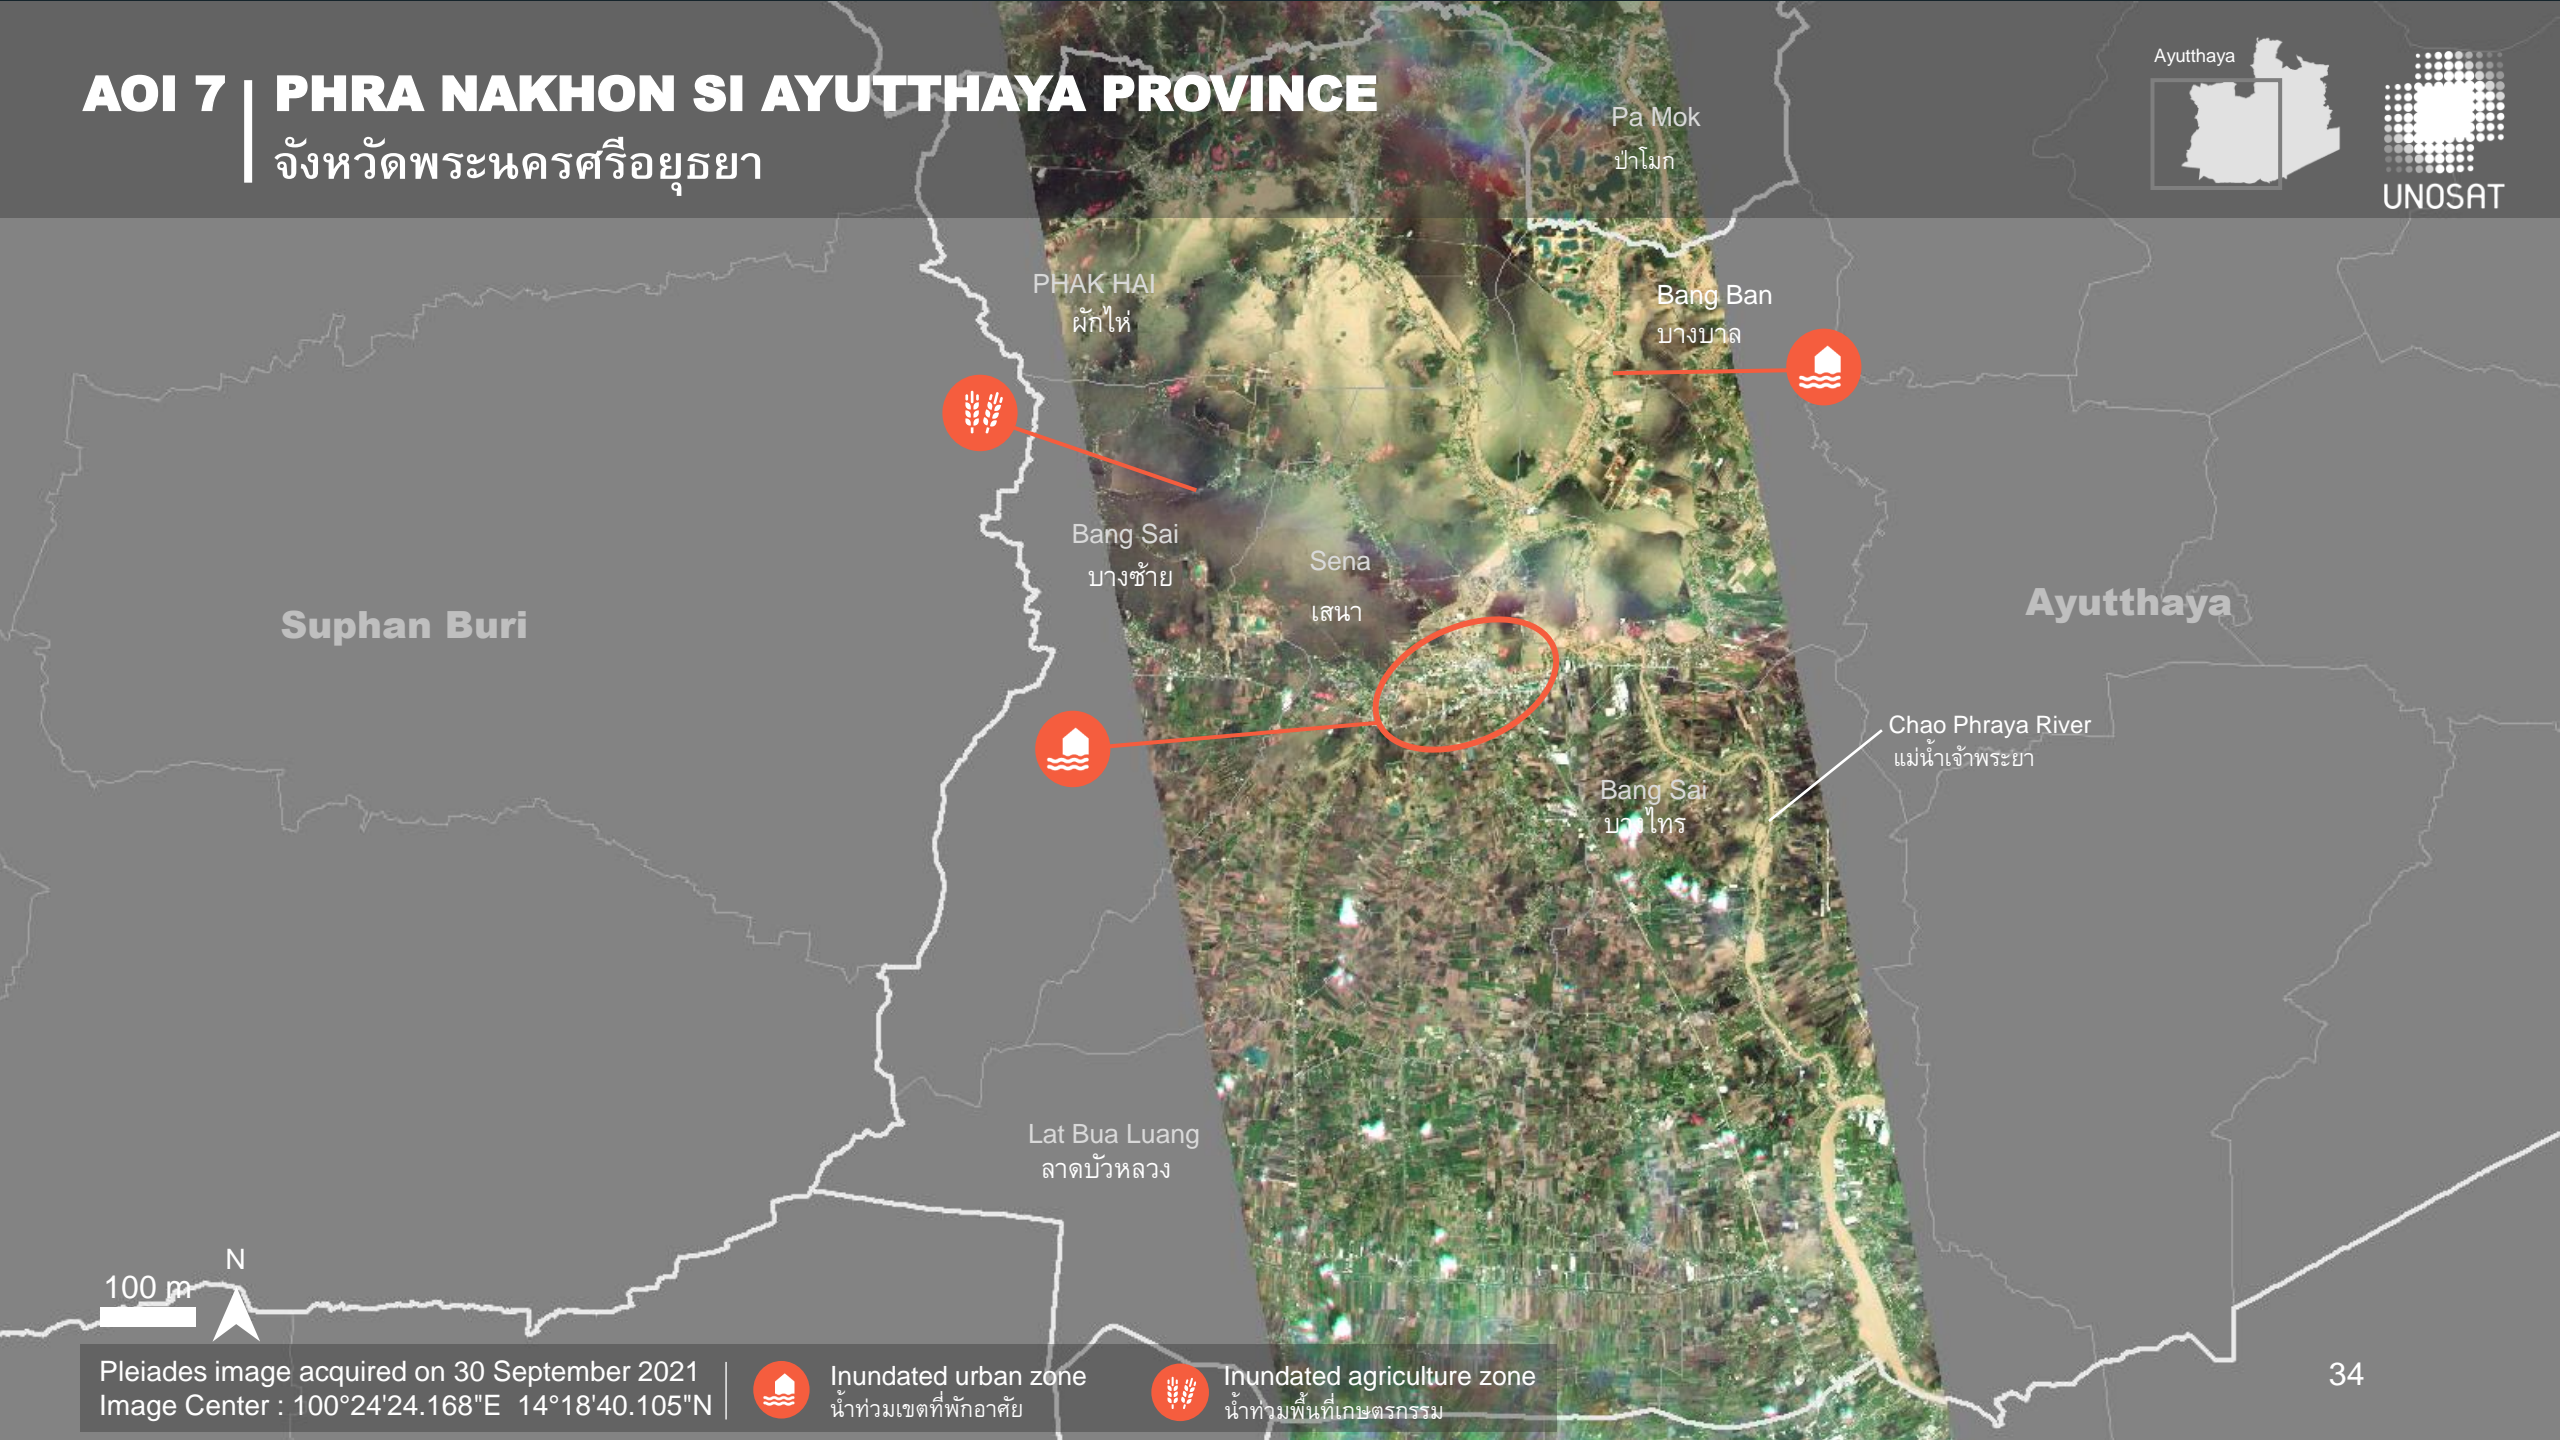 AOI 7
PHRA NAKHON SI AYUTTHAYA PROVINCE
จังหวัดพระนครศรีอยุธยา
Ayutthaya
UNOSAT
Pa Mok
ป่าโมก
PHAK HAI
ผักไห่
Bang Ban
บางบาล
Bang Sai
บางซ้าย
Sena
เสนา
Suphan Buri
Ayutthaya
Chao Phraya River
แม่น้ำเจ้าพระยา
Bang Sai
บางไทร
Lat Bua Luang
ลาดบัวหลวง
N
100 m
Pleiades image acquired on 30 September 2021
Image Center : 100°24'24.168"E 14°18'40.105"N
Inundated urban zone
น้ำท่วมเขตที่พักอาศัย
Inundated agriculture zone
น้ำท่วมพื้นที่เกษตรกรรม
34